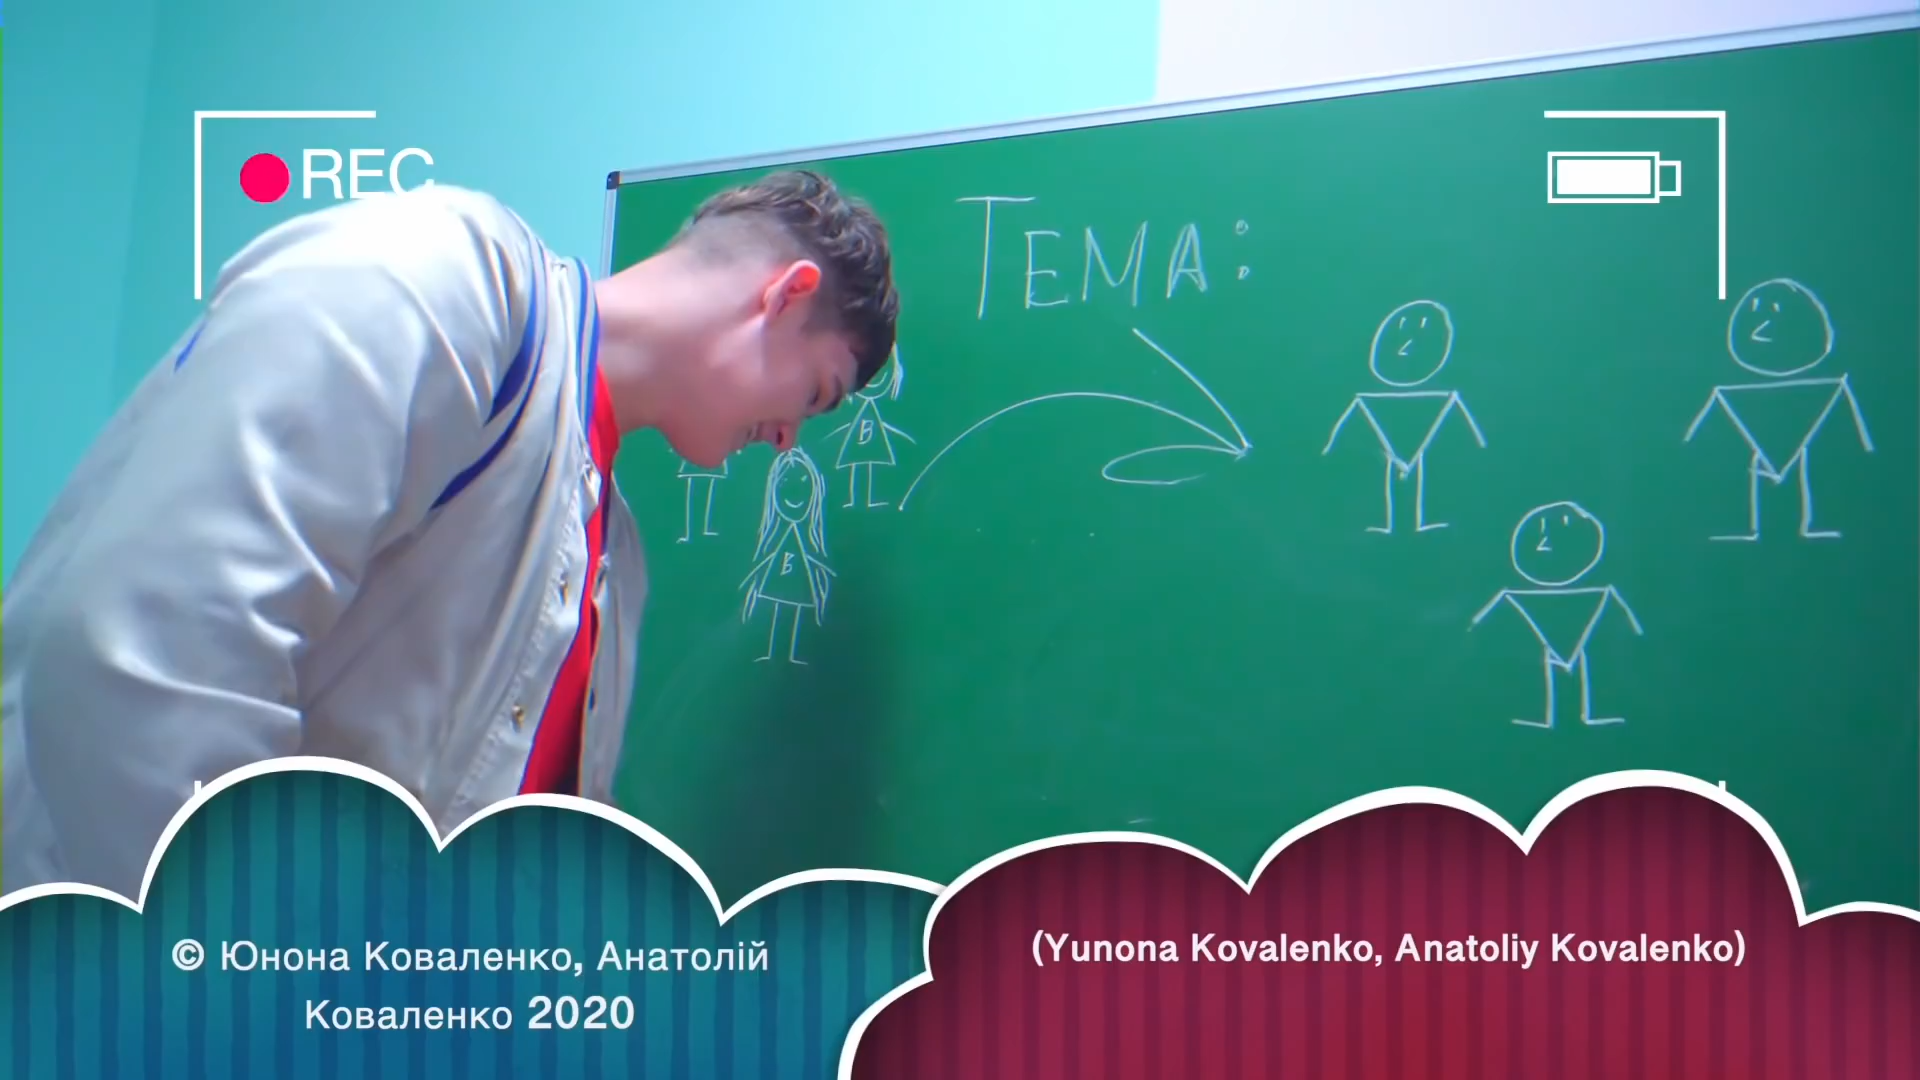 REC
ТЕМА:
В
В
© Юнона Коваленко, Анатолій
Коваленко 2020
(Yunona Kovalenko, Anatoliy Kovalenko)